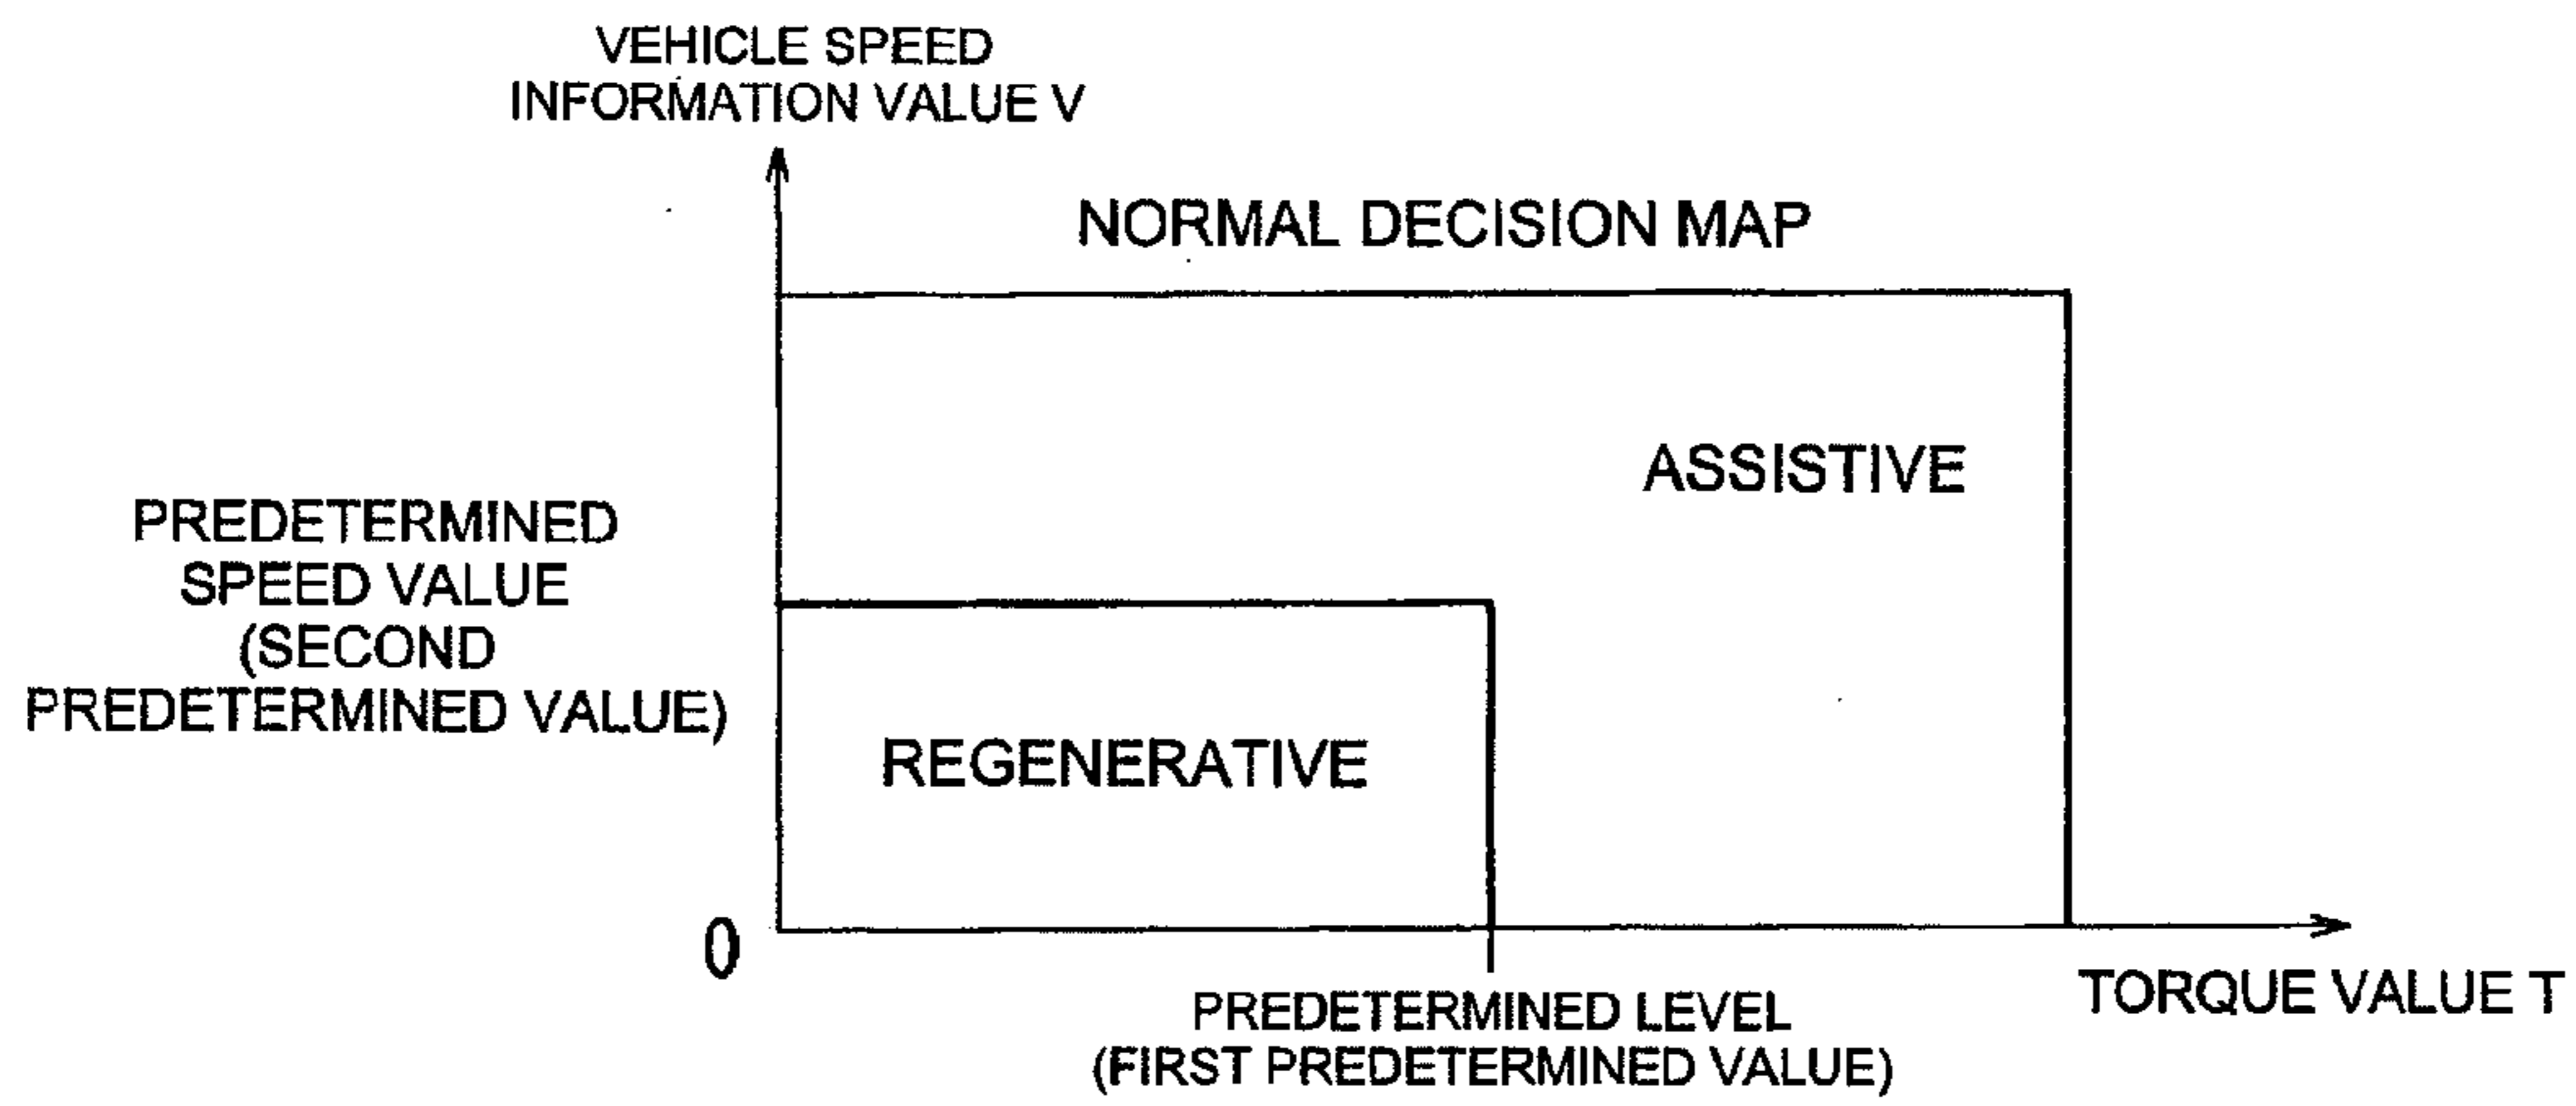 VEHICLE SPEED
INFORMATION VALUE V
NORMAL DECISION MAP
ASSISTIVE
PREDETERMINED
SPEED VALUE
(SECOND
PREDETERMINED VALUE)
REGENERATIVE
0
TORQUE VALUE T
PREDETERMINED LEVEL
(FIRST PREDETERMINED VALUE)